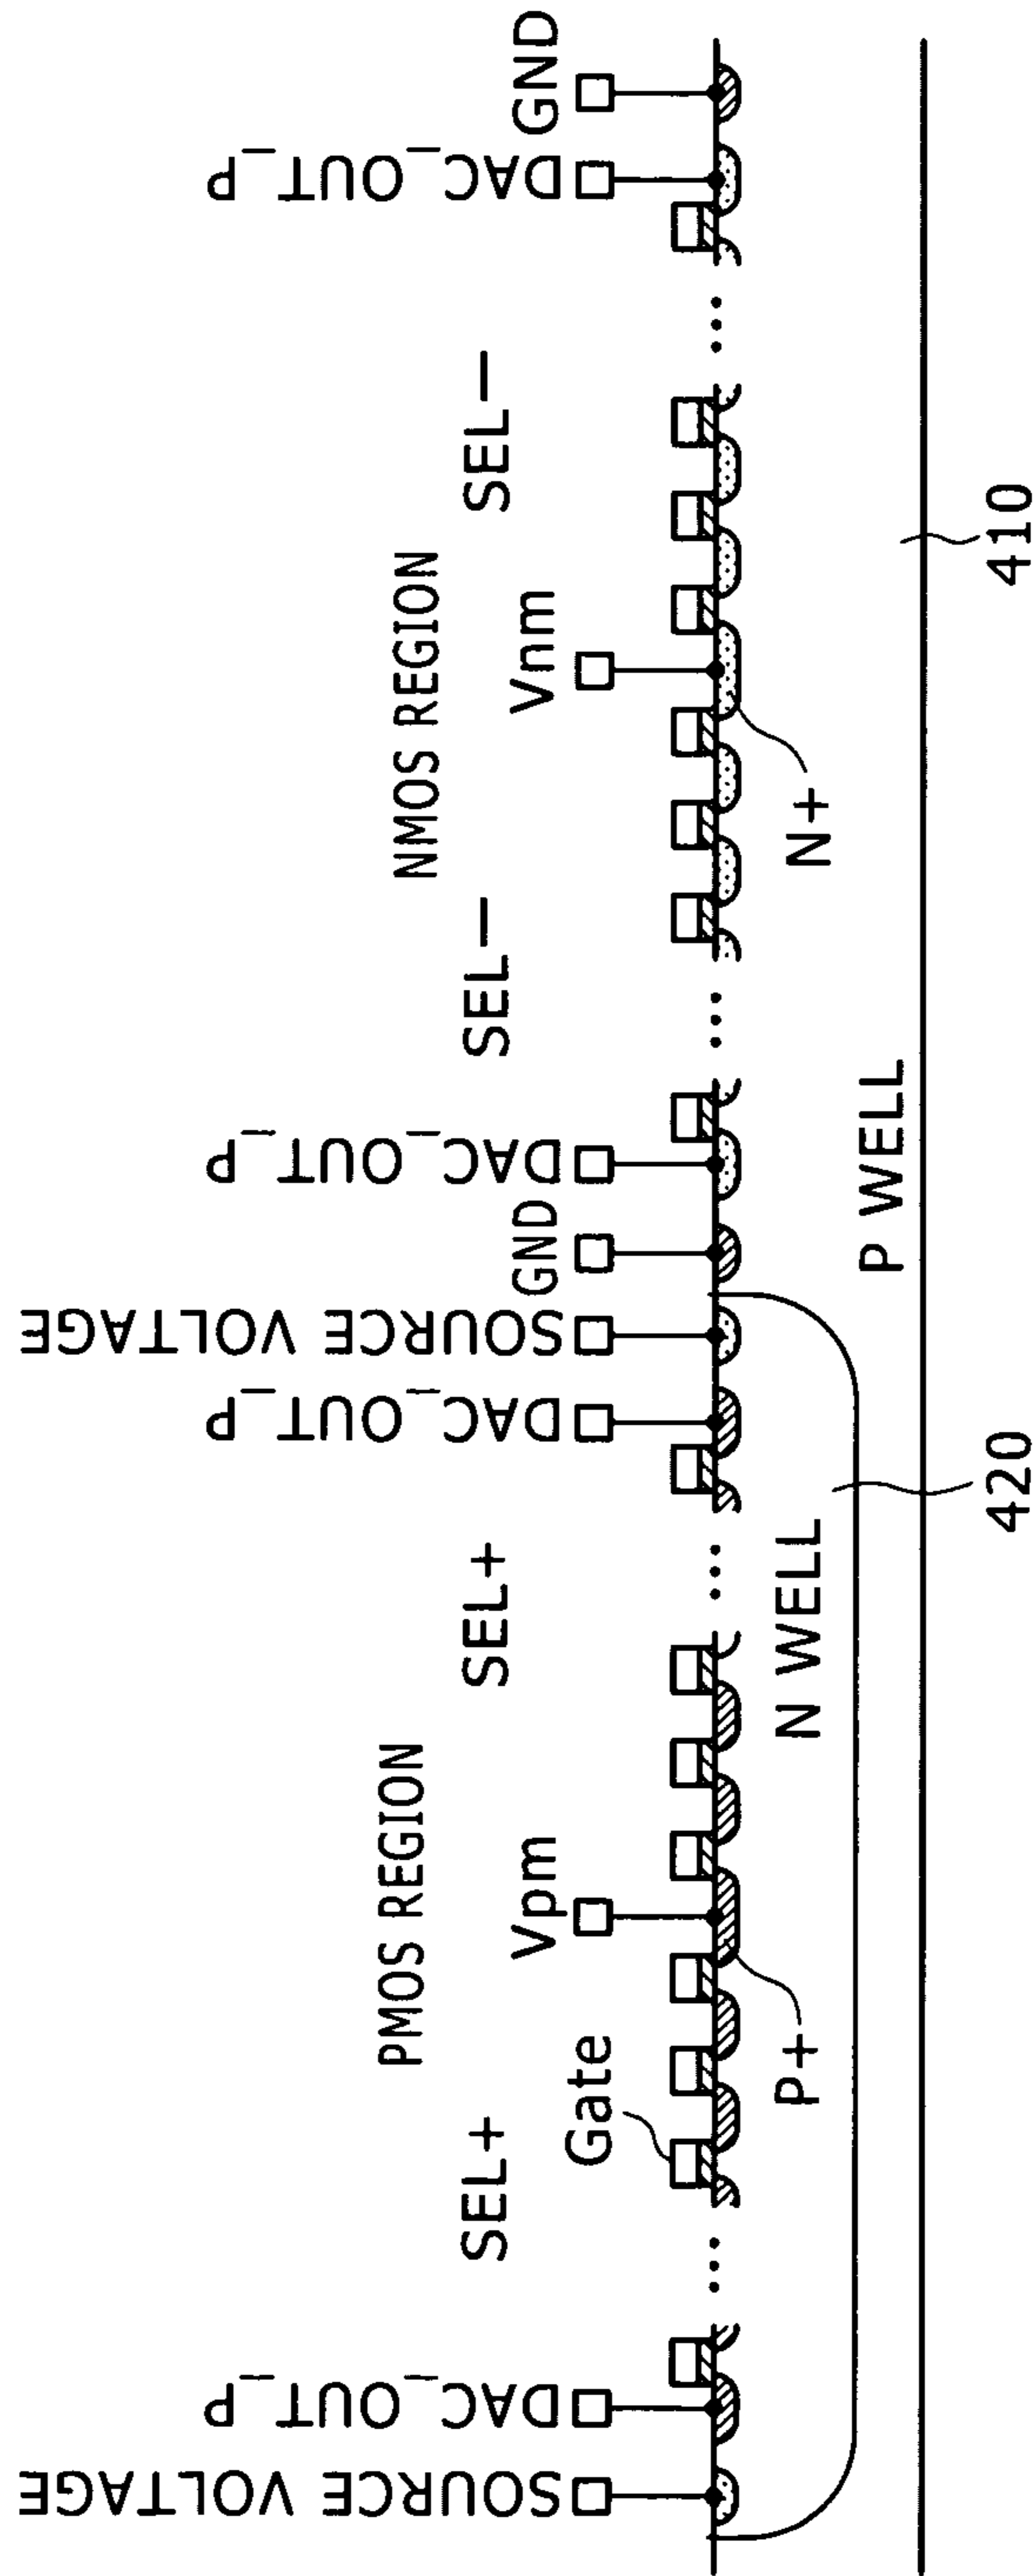 SOURCE VOLTAGE
DAC_OUT_P
SEL+
Gate
PMOS REGION
Vpm
SEL+
DAC_OUT_P
SOURCE VOLTAGE
GND
DAC_OUT_P
SEL−
NMOS REGION
Vnm
SEL−
DAC_OUT_P
GND
...
...
...
...
P+
N WELL
N+
P WELL
420
410